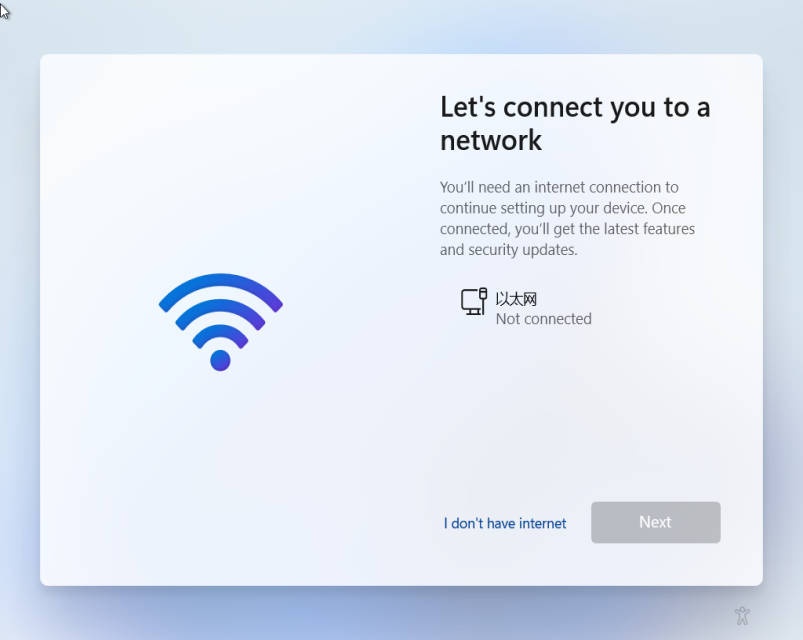 Let's connect you to a
network
You’ll need an internet connection to
continue setting up your device. Once
connected, you’ll get the latest features
and security updates.
以太网
Not connected
I don't have internet
Next